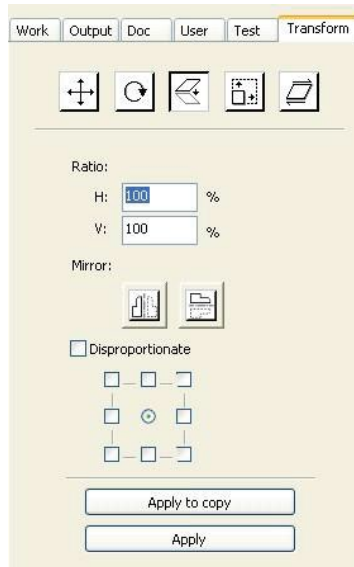 Work Output Doc User Test Transform
Ratio:
H: 100 %
V: 100 %
Mirror:
Disproportionate
Apply to copy
Apply